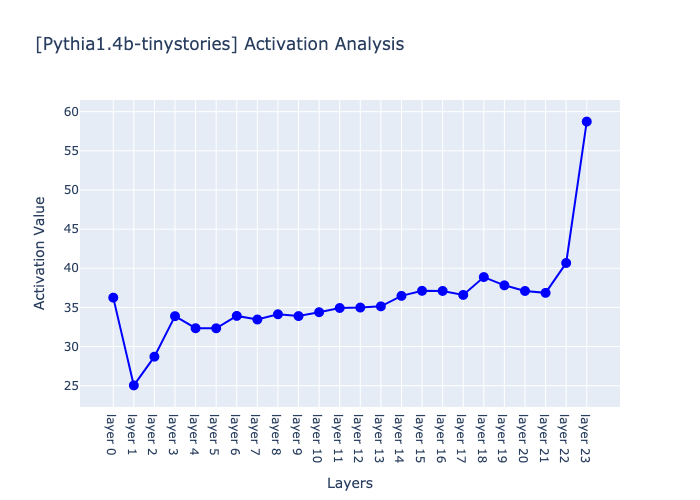 [Pythia1.4b-tinystories] Activation Analysis
60
55
50
45
40
35
30
25
Activation Value
layer 0
layer 1
layer 2
layer 3
layer 4
layer 5
layer 6
layer 7
layer 8
layer 9
layer 10
layer 11
layer 12
layer 13
layer 14
layer 15
layer 16
layer 17
layer 18
layer 19
layer 20
layer 21
layer 22
layer 23
Layers